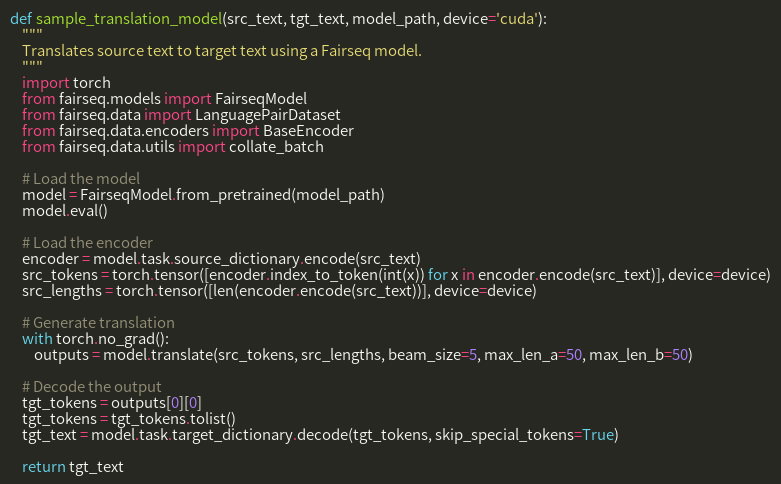 def sample_translation_model(src_text, tgt_text, model_path, device='cuda'):
    """
    Translates source text to target text using a Fairseq model.
    """
    import torch
    from fairseq.models import FairseqModel
    from fairseq.data import LanguagePairDataset
    from fairseq.data.encoders import BaseEncoder
    from fairseq.data.utils import collate_batch

    # Load the model
    model = FairseqModel.from_pretrained(model_path)
    model.eval()

    # Load the encoder
    encoder = model.task.source_dictionary.encode(src_text)
    src_tokens = torch.tensor([encoder.index_to_token(int(x)) for x in encoder.encode(src_text)], device=device)
    src_lengths = torch.tensor([len(encoder.encode(src_text))], device=device)

    # Generate translation
    with torch.no_grad():
        outputs = model.translate(src_tokens, src_lengths, beam_size=5, max_len_a=50, max_len_b=50)

    # Decode the output
    tgt_tokens = outputs[0][0]
    tgt_tokens = tgt_tokens.tolist()
    tgt_text = model.task.target_dictionary.decode(tgt_tokens, skip_special_tokens=True)

    return tgt_text